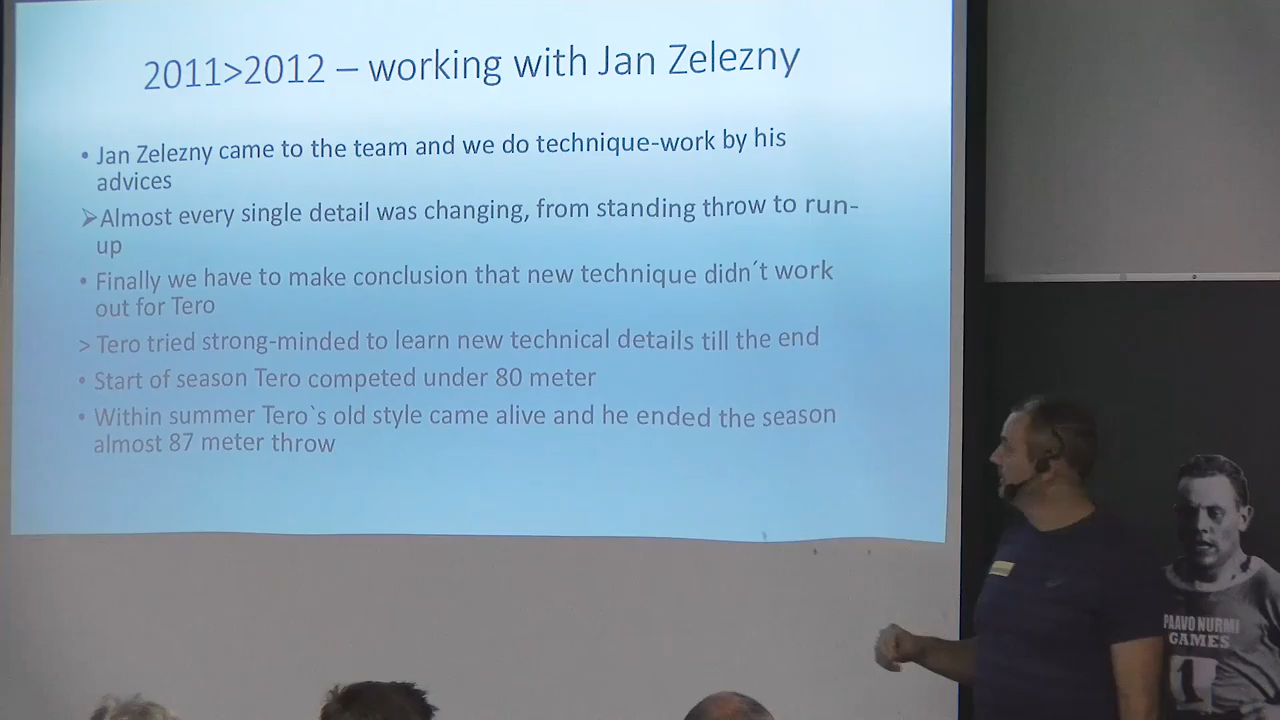 2011>2012 – working with Jan Zelezny
• Jan Zelezny came to the team and we do technique-work by his
advices
➢Almost every single detail was changing, from standing throw to run-
up
• Finally we have to make conclusion that new technique didn´t work
out for Tero
> Tero tried strong-minded to learn new technical details till the end
• Start of season Tero competed under 80 meter
• Within summer Tero`s old style came alive and he ended the season
almost 87 meter throw
PAAVO NURMI
GAMES
1